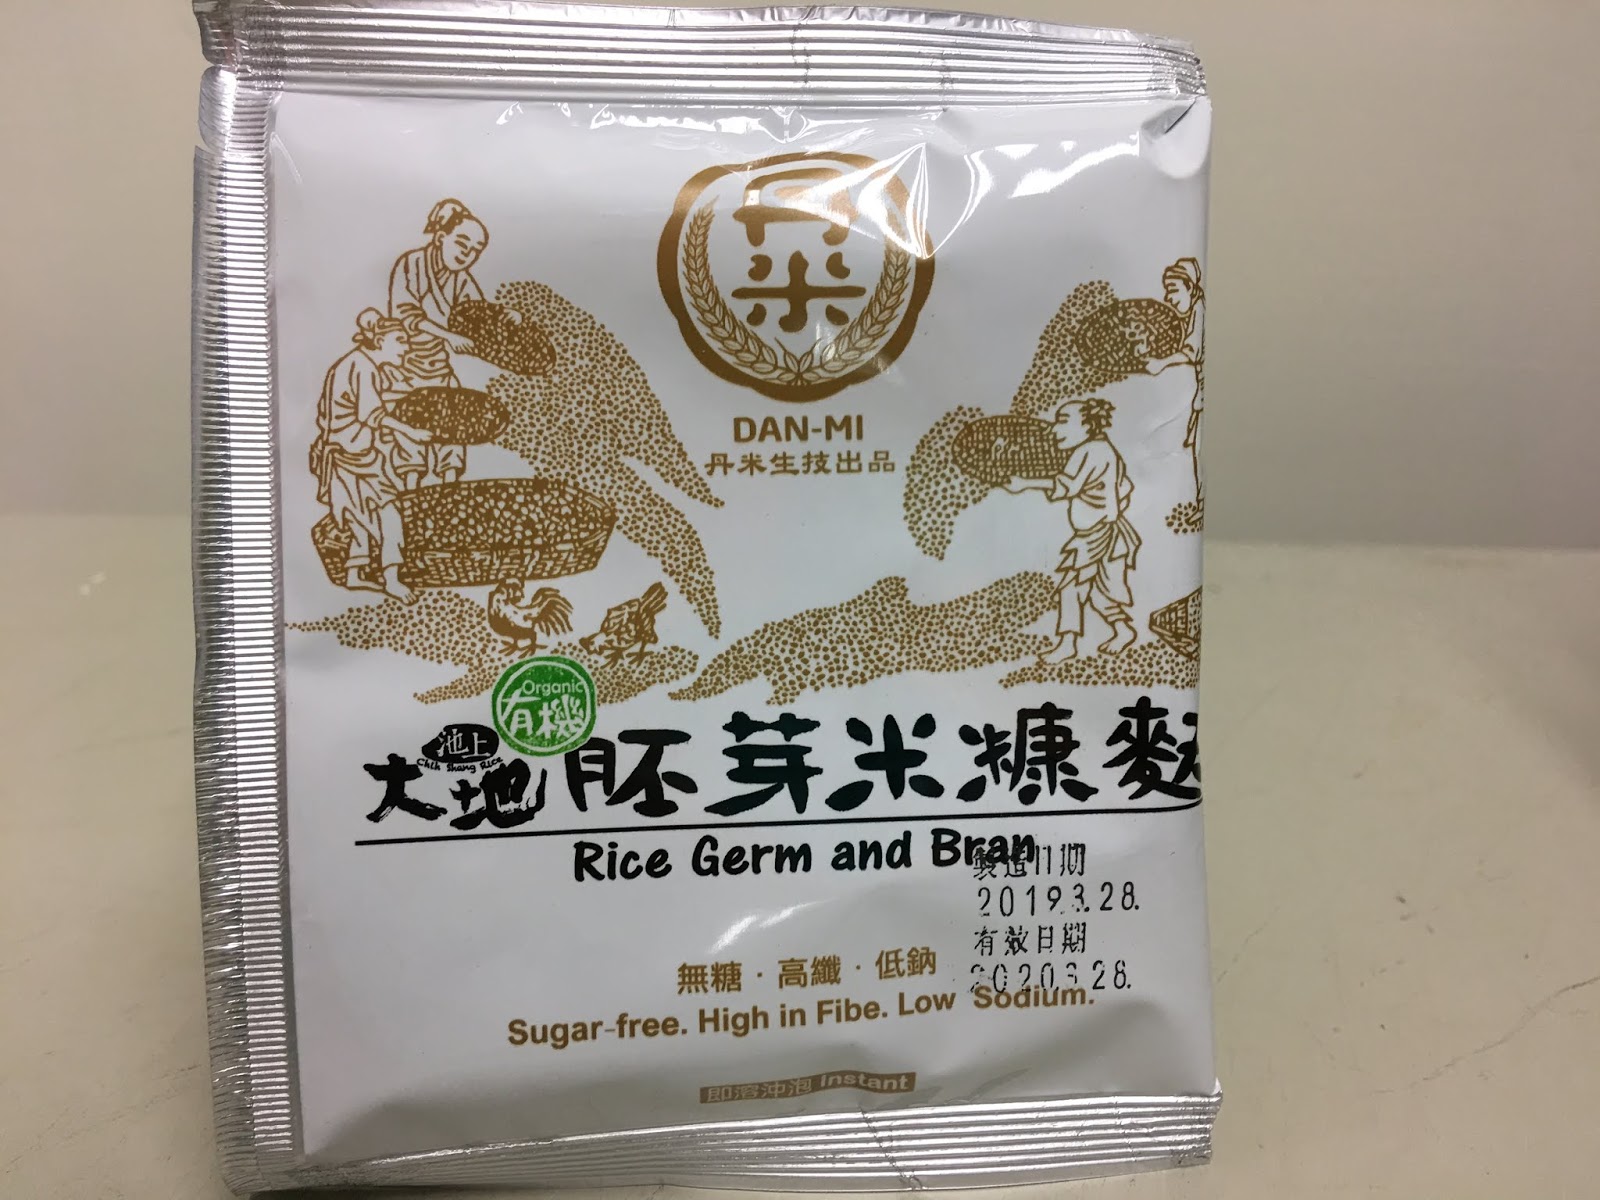 丹
米
DAN-MI
丹米生技出品
Organic
有機
池上
Chih Shang Rice
大地胚芽米糠麩
Rice Germ and Bran
製造日期
2019.3.28.
有效日期
2020.3.28.
無糖·高纖·低鈉
Sugar-free. High in Fibe. Low Sodium.
即溶沖泡 Instant